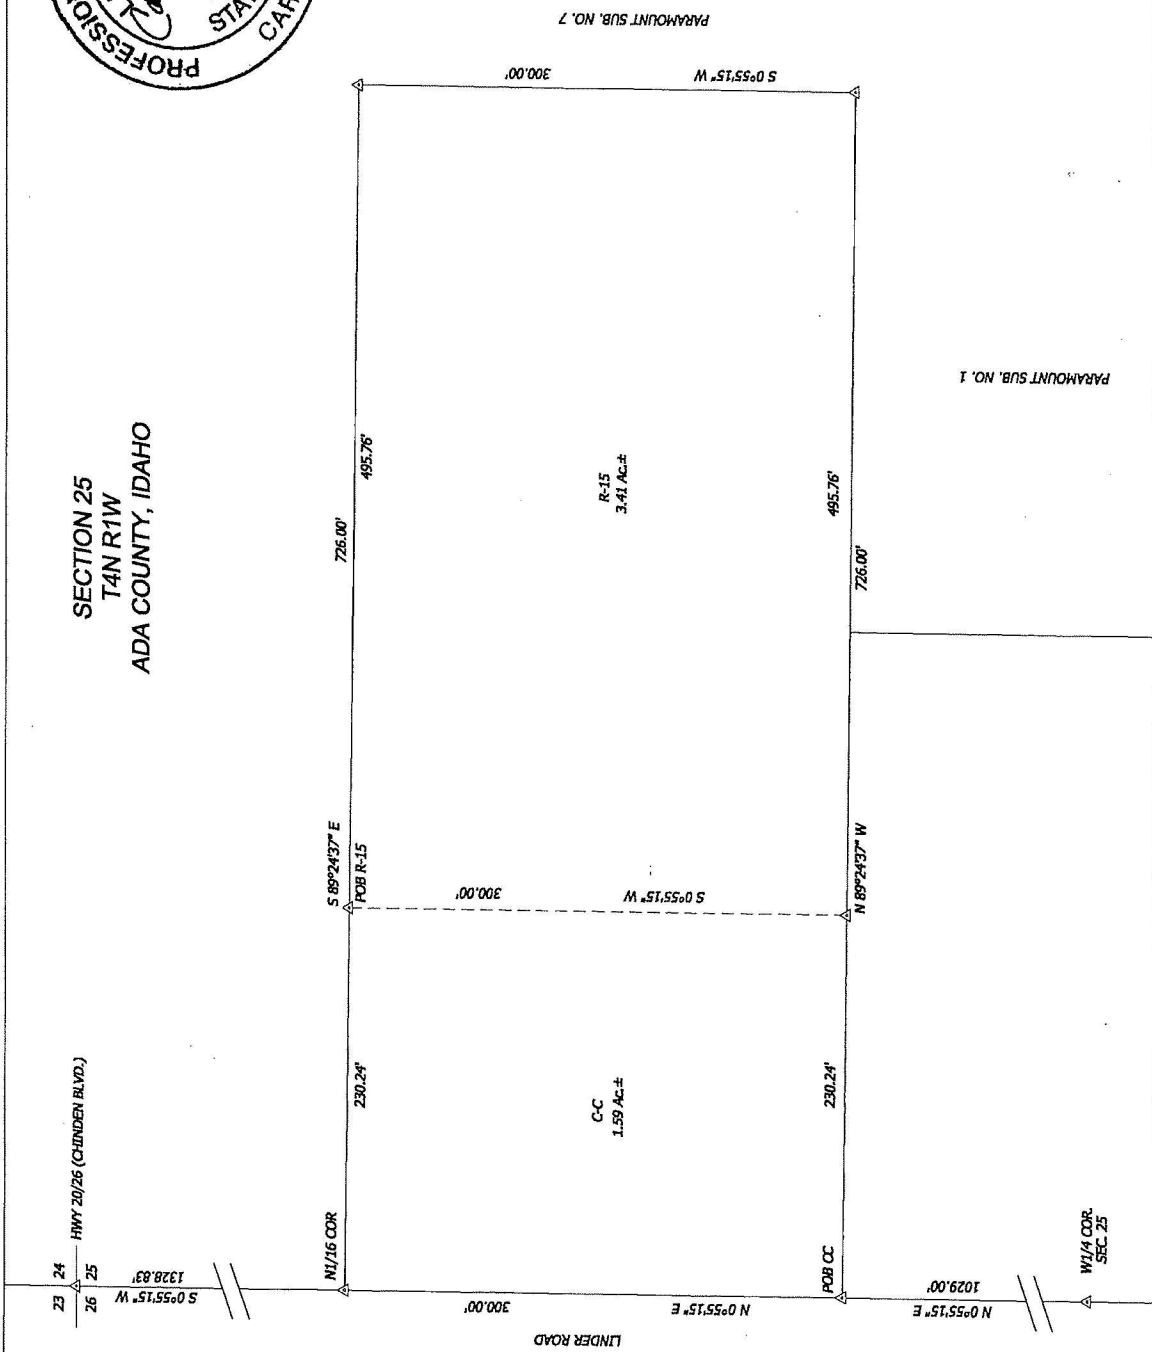 PROFESSION
STA
CAR
SECTION 25
T4N R1W
ADA COUNTY, IDAHO
23
24
26
25
HWY 20/26 (CHINDEN BLVD.)
S 0°55'15" W
1328.83'
N1/16 COR
230.24'
S 89°24'37" E
POB R-15
726.00'
495.76'
LINDER ROAD
N 0°55'15" E
300.00'
C-C
1.59 Ac.±
S 0°55'15" W
300.00'
R-15
3.41 Ac.±
S 0°55'15" W
300.00'
PARAMOUNT SUB. NO. 7
POB CC
230.24'
N 89°24'37" W
726.00'
495.76'
N 0°55'15" E
1029.00'
W1/4 COR.
SEC. 25
PARAMOUNT SUB. NO. 1